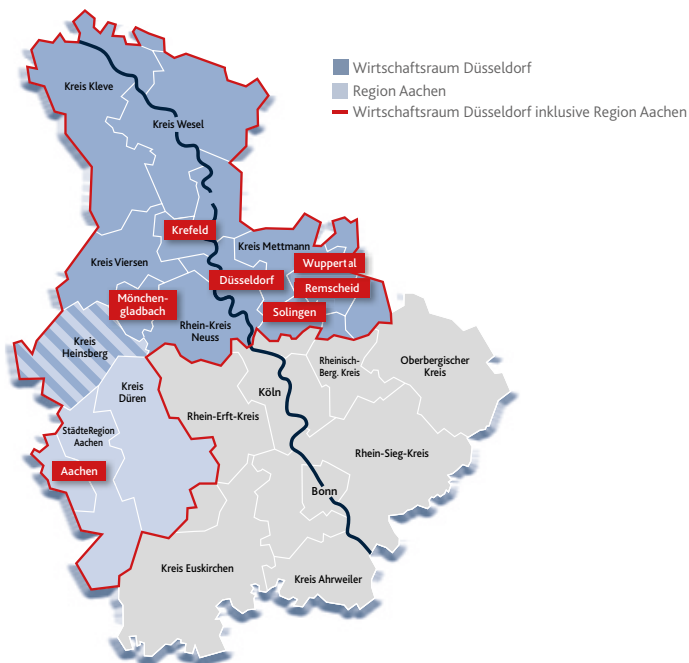 Wirtschaftsraum Düsseldorf
Region Aachen
Wirtschaftsraum Düsseldorf inklusive Region Aachen
Kreis Kleve
Kreis Wesel
Krefeld
Kreis Mettmann
Kreis Viersen
Wuppertal
Düsseldorf
Remscheid
Mönchen-
gladbach
Solingen
Rhein-Kreis
Neuss
Kreis
Heinsberg
Rheinisch-
Berg. Kreis
Oberbergischer
Kreis
Kreis
Düren
Köln
Rhein-Erft-Kreis
StädteRegion
Aachen
Rhein-Sieg-Kreis
Aachen
Bonn
Kreis Euskirchen
Kreis Ahrweiler